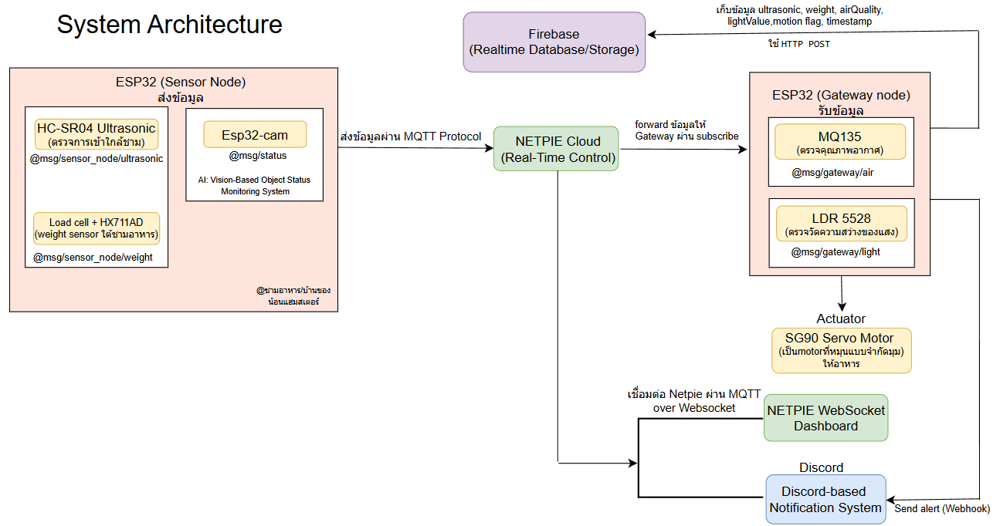 System Architecture
Firebase
(Realtime Database/Storage)
เก็บข้อมูล ultrasonic, weight, airQuality,
lightValue,motion flag, timestamp
ใช้ HTTP POST
ESP32 (Sensor Node)
ส่งข้อมูล
HC-SR04 Ultrasonic
(ตรวจการเข้าใกล้ชาม)
@msg/sensor_node/ultrasonic
Load cell + HX711AD
(weight sensor ใต้ชามอาหาร)
@msg/sensor_node/weight
Esp32-cam
@msg/status
AI: Vision-Based Object Status
Monitoring System
@ชามอาหาร/บ้านของ
น้อนแฮมสเตอร์
ส่งข้อมูลผ่าน MQTT Protocol
NETPIE Cloud
(Real-Time Control)
forward ข้อมูลให้
Gateway ผ่าน subscribe
ESP32 (Gateway node)
รับข้อมูล
MQ135
(ตรวจคุณภาพอากาศ)
@msg/gateway/air
LDR 5528
(ตรวจวัดความสว่างของแสง)
@msg/gateway/light
Actuator
SG90 Servo Motor
(เป็นmotorที่หมุนแบบจำกัดมุม)
ให้อาหาร
เชื่อมต่อ Netpie ผ่าน MQTT
over Websocket
NETPIE WebSocket
Dashboard
Discord
Discord-based
Notification System
Send alert (Webhook)